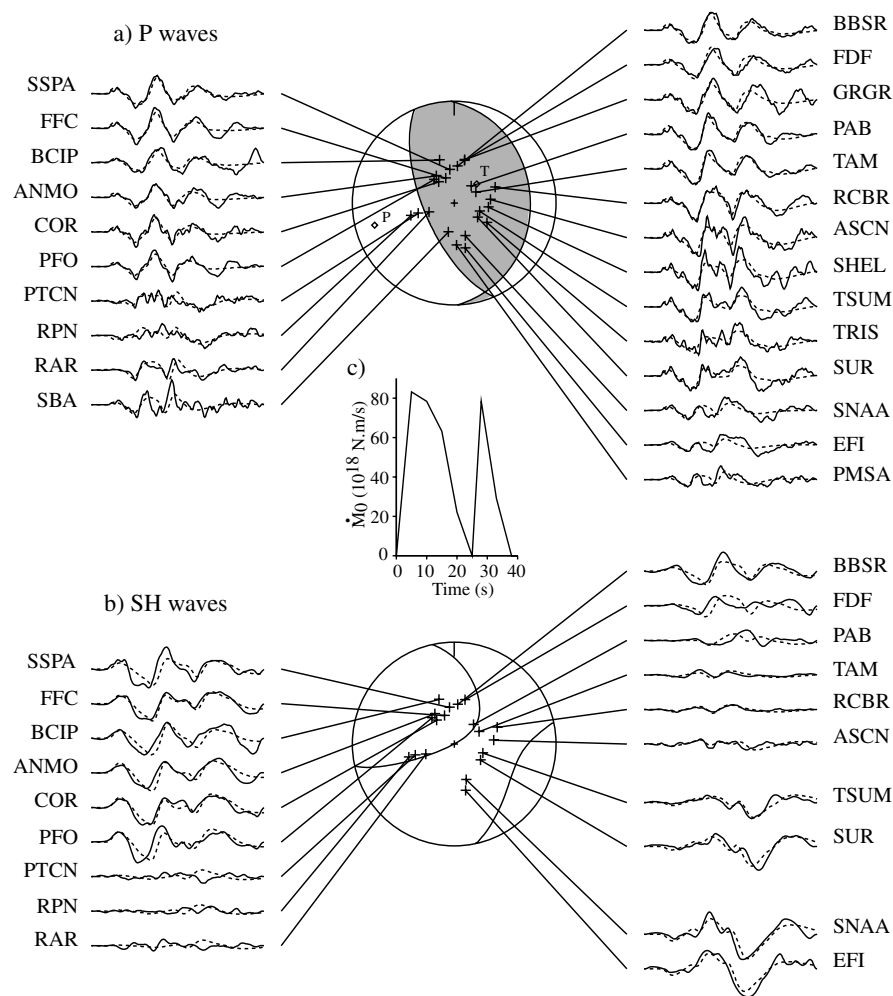 a) P waves
SSPA
FFC
BCIP
ANMO
COR
PFO
PTCN
RPN
RAR
SBA
T
P
BBSR
FDF
GRGR
PAB
TAM
RCBR
ASCN
SHEL
TSUM
TRIS
SUR
SNAA
EFI
PMSA
c)
Ṁ0 (10^18 N.m/s)
80
60
40
20
0
0 10 20 30 40
Time (s)
b) SH waves
SSPA
FFC
BCIP
ANMO
COR
PFO
PTCN
RPN
RAR
BBSR
FDF
PAB
TAM
RCBR
ASCN
TSUM
SUR
SNAA
EFI